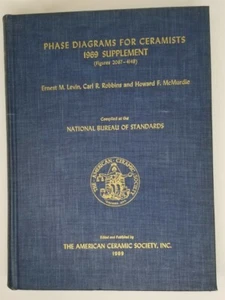 PHASE DIAGRAMS FOR CERAMISTS
1969 SUPPLEMENT
(Figures 2067-4149)
Ernest M. Levin, Carl R. Robbins and Howard F. McMurdie
Compiled at the
NATIONAL BUREAU OF STANDARDS
Edited and Published by
THE AMERICAN CERAMIC SOCIETY, INC.
1969